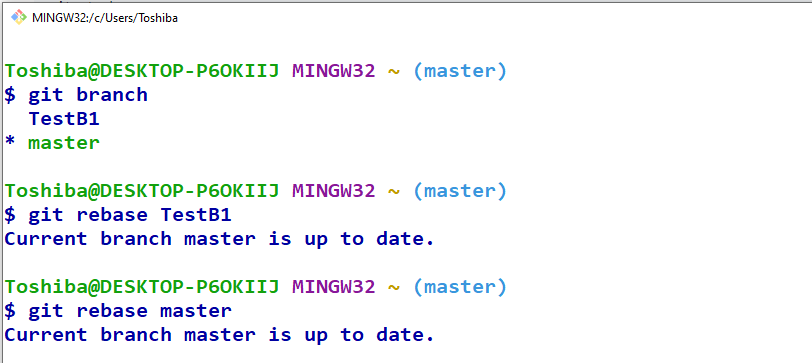 MINGW32:/c/Users/Toshiba
Toshiba@DESKTOP-P6OKIIJ MINGW32 ~ (master)
$ git branch
  TestB1
* master
Toshiba@DESKTOP-P6OKIIJ MINGW32 ~ (master)
$ git rebase TestB1
Current branch master is up to date.
Toshiba@DESKTOP-P6OKIIJ MINGW32 ~ (master)
$ git rebase master
Current branch master is up to date.